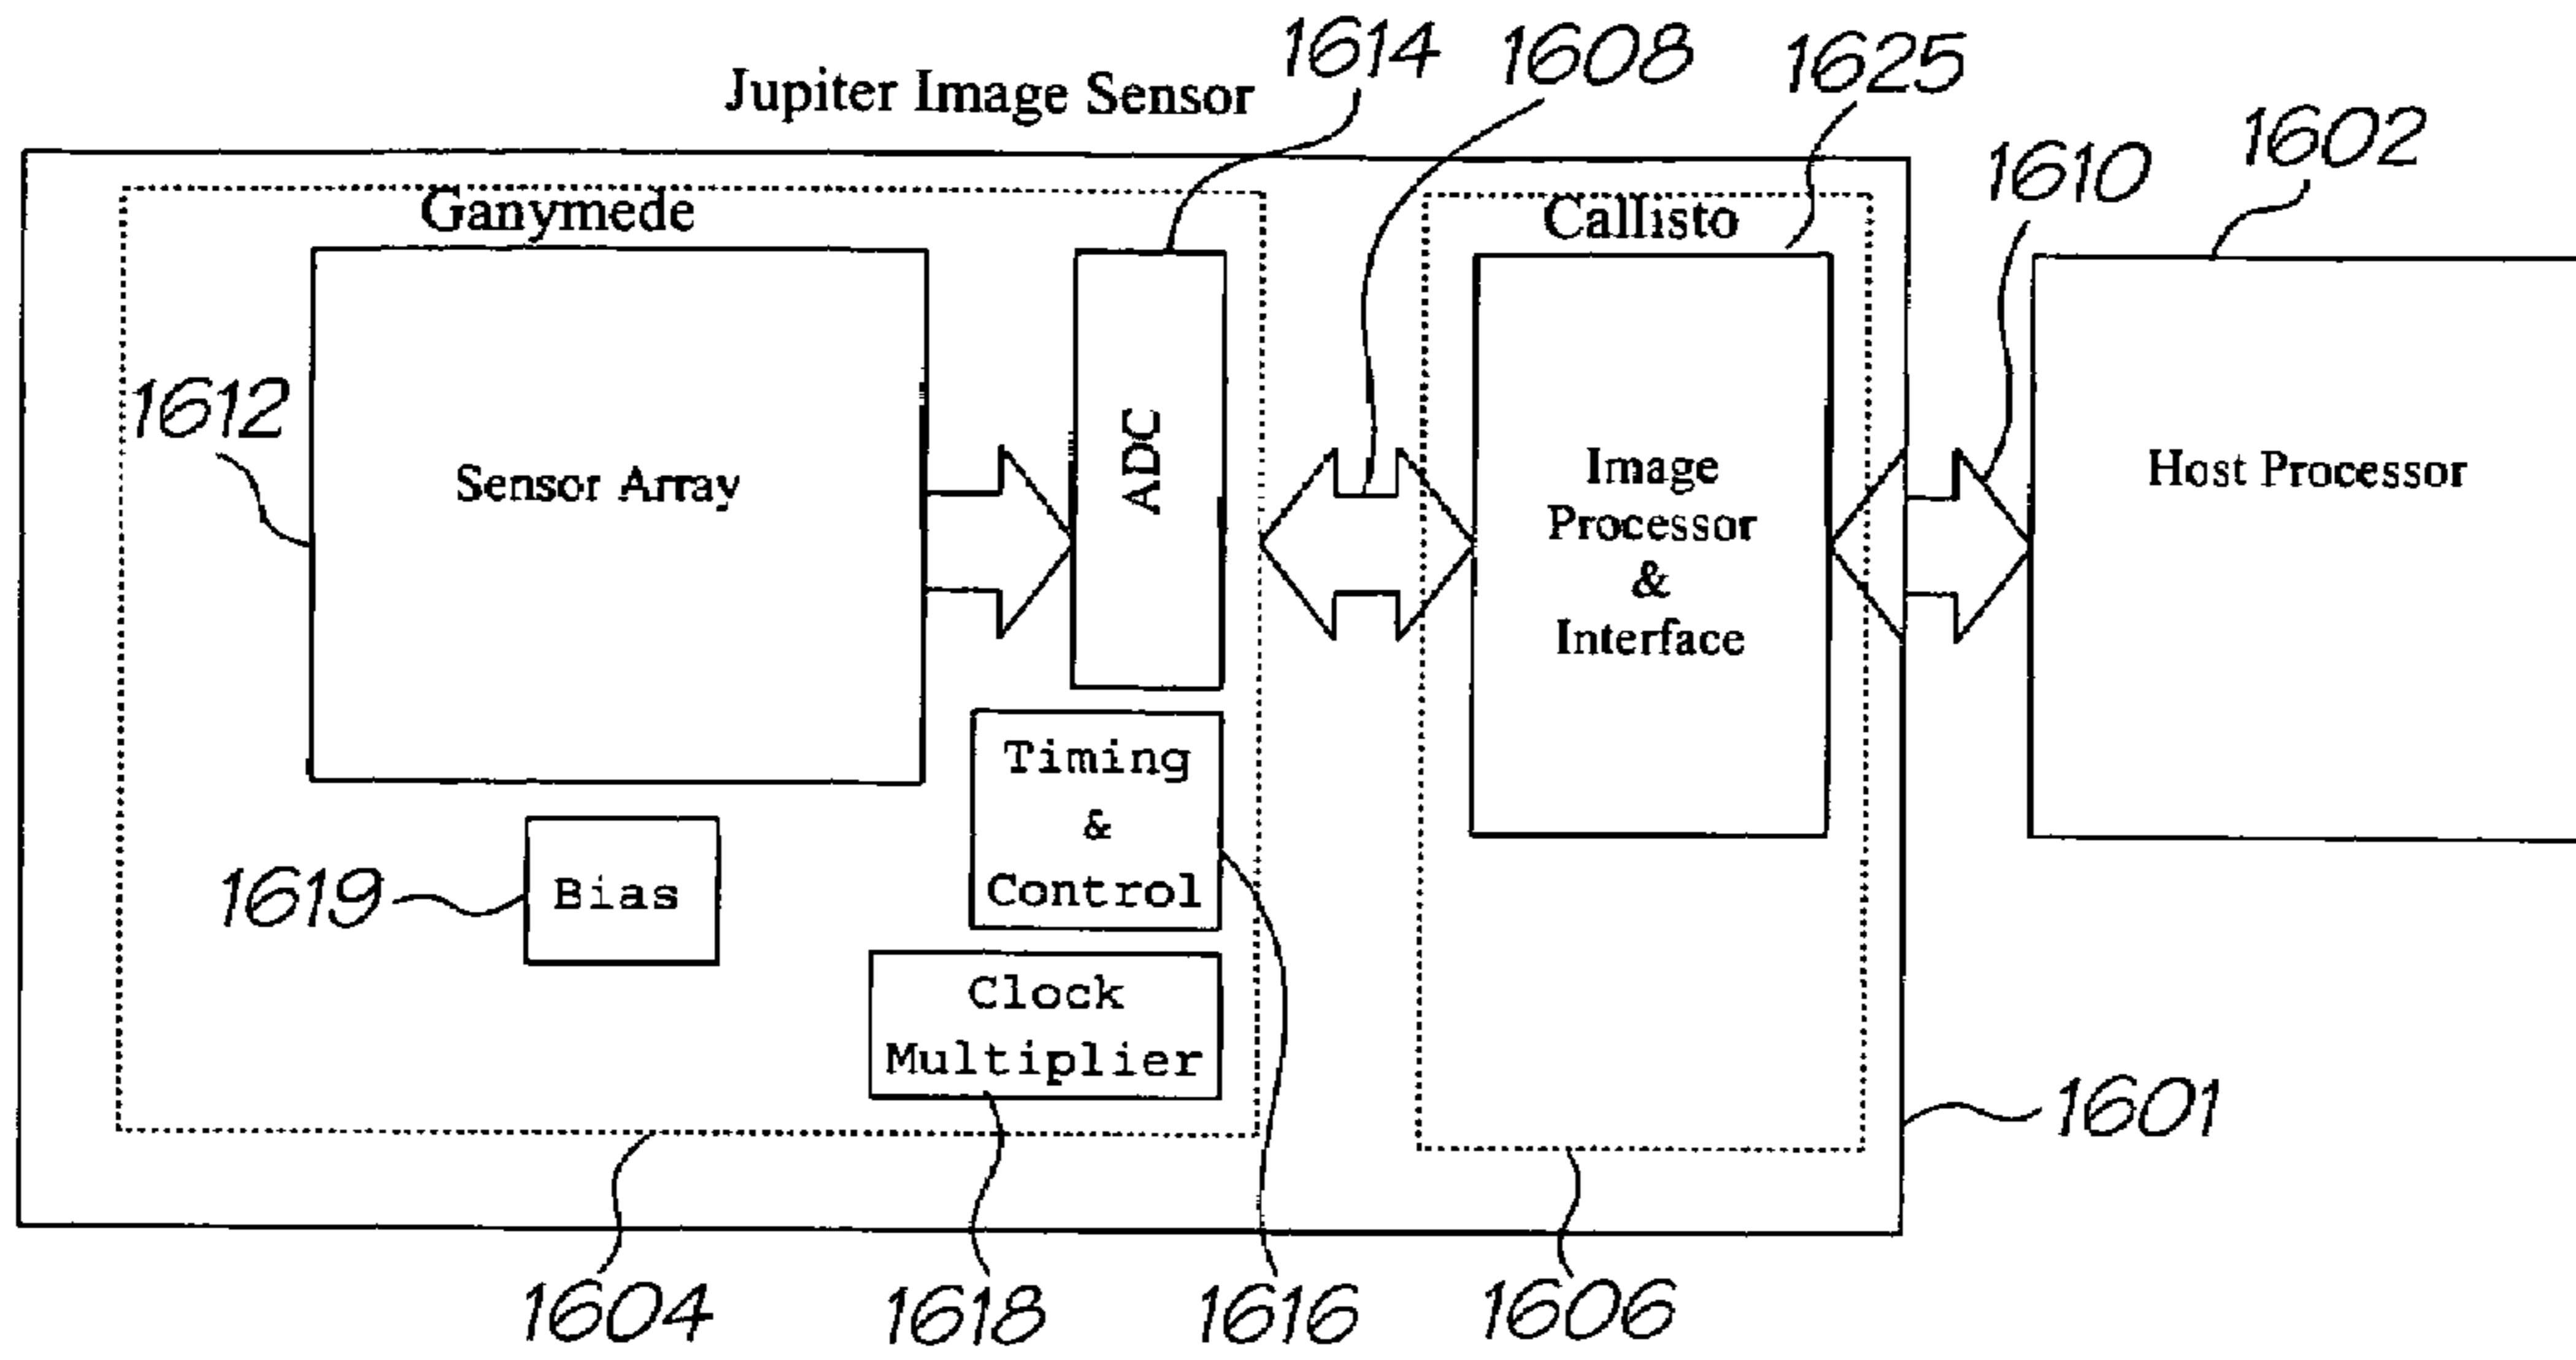 Jupiter Image Sensor
1614
1608
1625
1602
1610
Ganymede
Callisto
1612
Sensor Array
ADC
Image
Processor
&
Interface
Host Processor
Timing
&
Control
1619
Bias
Clock
Multiplier
1601
1604
1618
1616
1606